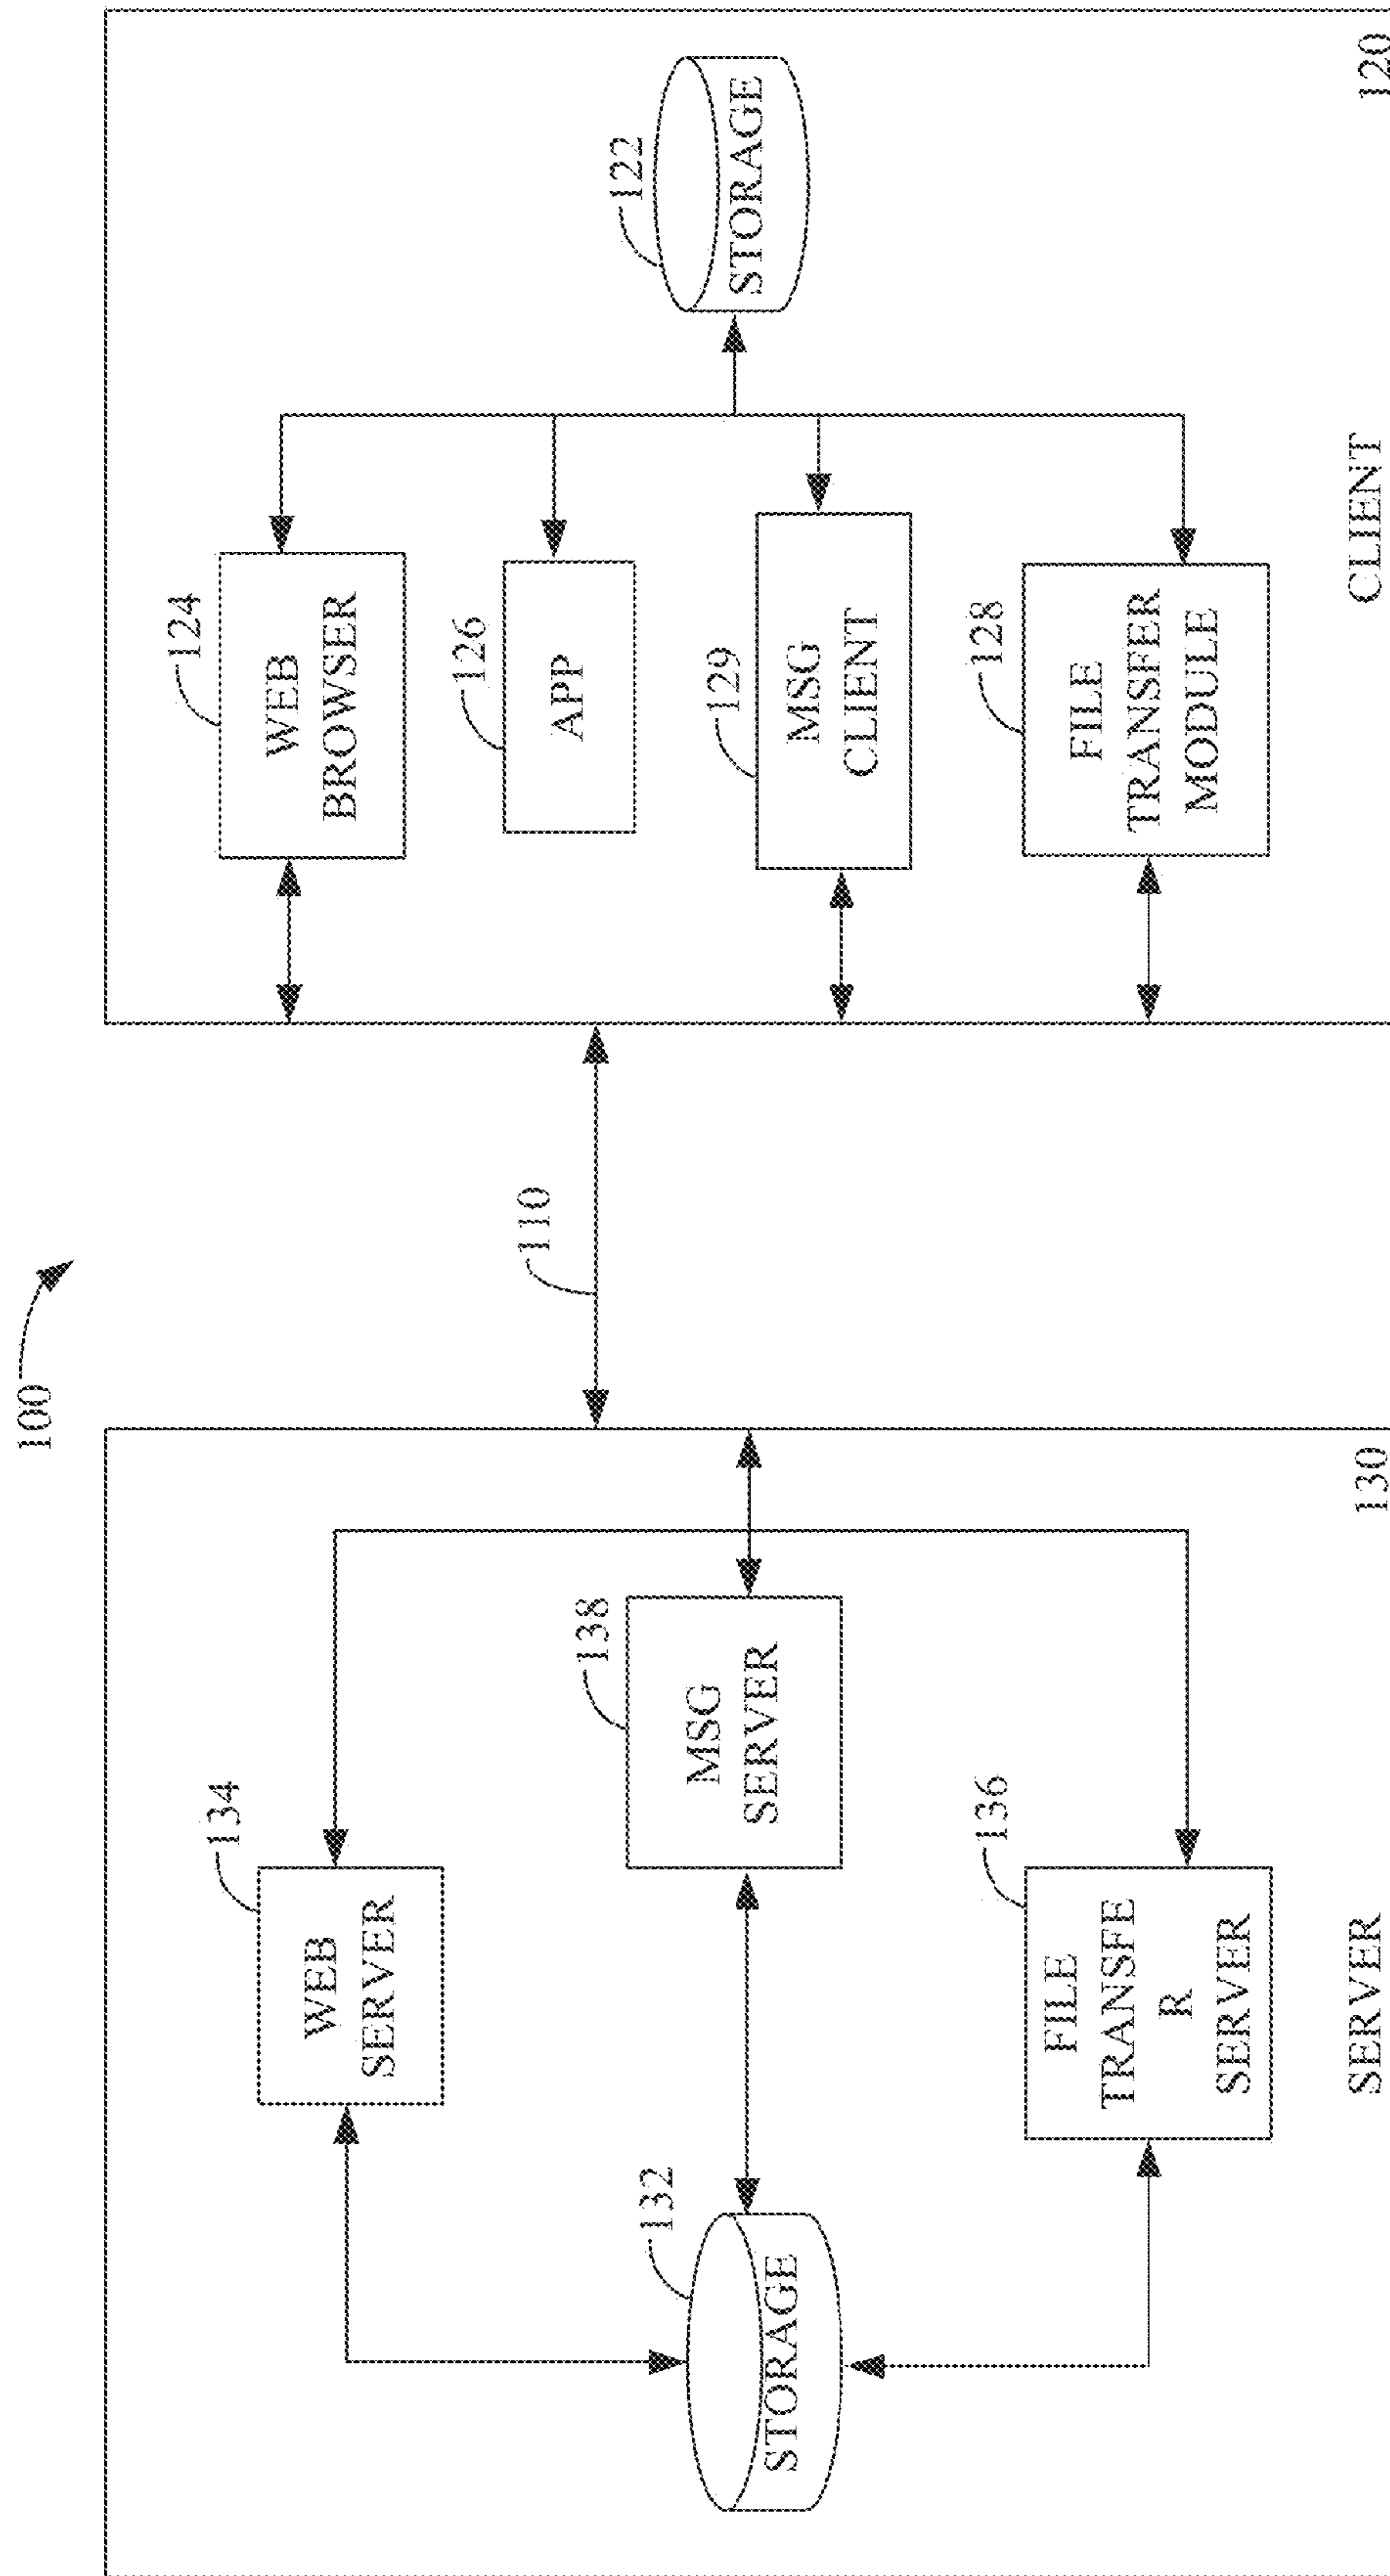 100
134
WEB
SERVER
132
STORAGE
138
MSG
SERVER
136
FILE
TRANSFE
R
SERVER
SERVER
130
110
124
WEB
BROWSER
126
APP
122
STORAGE
129
MSG
CLIENT
128
FILE
TRANSFER
MODULE
CLIENT
120